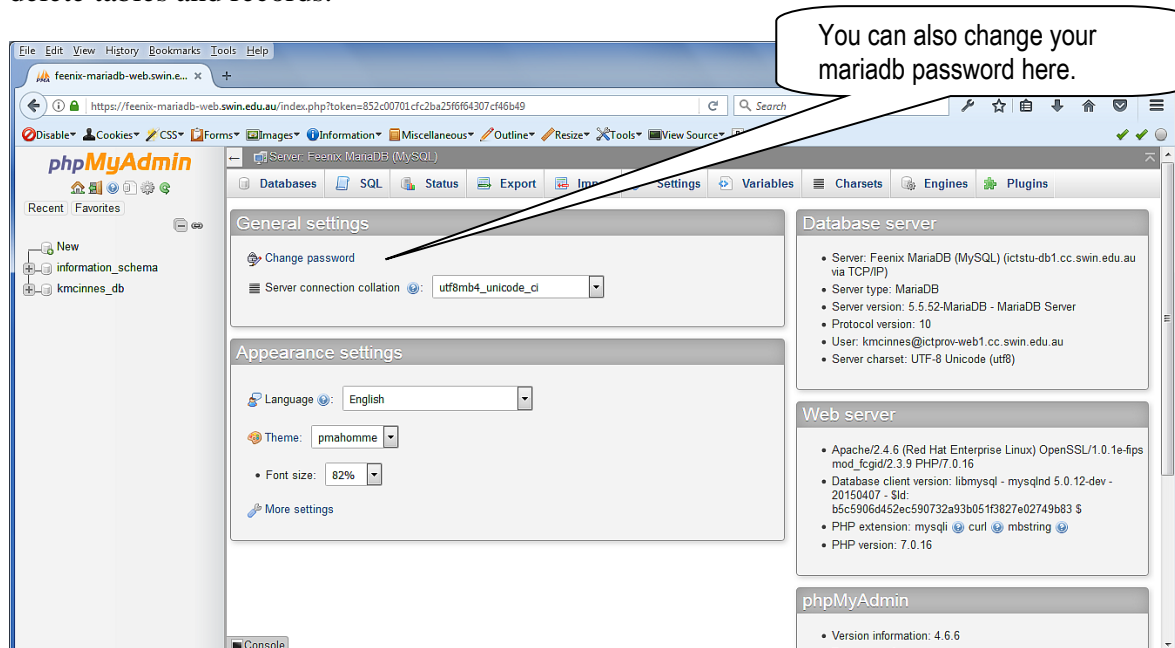 delete tables and records.
You can also change your
mariadb password here.
File Edit View History Bookmarks Tools Help
feenix-mariadb-web.swin.e... × +
https://feenix-mariadb-web.swin.edu.au/index.php?token=852c00701cfc2ba25f6ff64307cf46b49 Search
Disable Cookies CSS Forms Images Information Miscellaneous Outline Resize Tools View Source
phpMyAdmin
Recent Favorites
New
information_schema
kmcinnes_db
Server: Feenix MariaDB (MySQL)
Databases SQL Status Export Settings Variables Charsets Engines Plugins
General settings
Change password
Server connection collation : utf8mb4_unicode_ci
Appearance settings
Language : English
Theme: pmahomme
• Font size: 82%
More settings
Console
Database server
• Server: Feenix MariaDB (MySQL) (ictstu-db1.cc.swin.edu.au
via TCP/IP)
• Server type: MariaDB
• Server version: 5.5.52-MariaDB - MariaDB Server
• Protocol version: 10
• User: kmcinnes@ictprov-web1.cc.swin.edu.au
• Server charset: UTF-8 Unicode (utf8)
Web server
• Apache/2.4.6 (Red Hat Enterprise Linux) OpenSSL/1.0.1e-fips
mod_fcgid/2.3.9 PHP/7.0.16
• Database client version: libmysql - mysqlnd 5.0.12-dev -
20150407 - $Id:
b5c5906d452ec590732a93b051f3827e02749b83 $
• PHP extension: mysqli curl mbstring
• PHP version: 7.0.16
phpMyAdmin
• Version information: 4.6.6